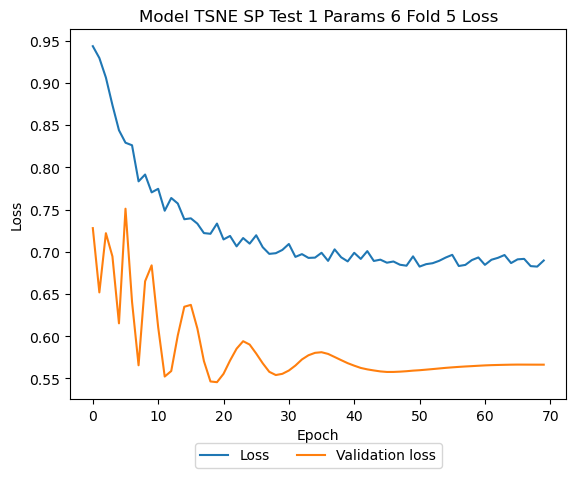 Model TSNE SP Test 1 Params 6 Fold 5 Loss
0.95
0.90
0.85
0.80
0.75
0.70
0.65
0.60
0.55
Loss
0 10 20 30 40 50 60 70
Epoch
Loss Validation loss